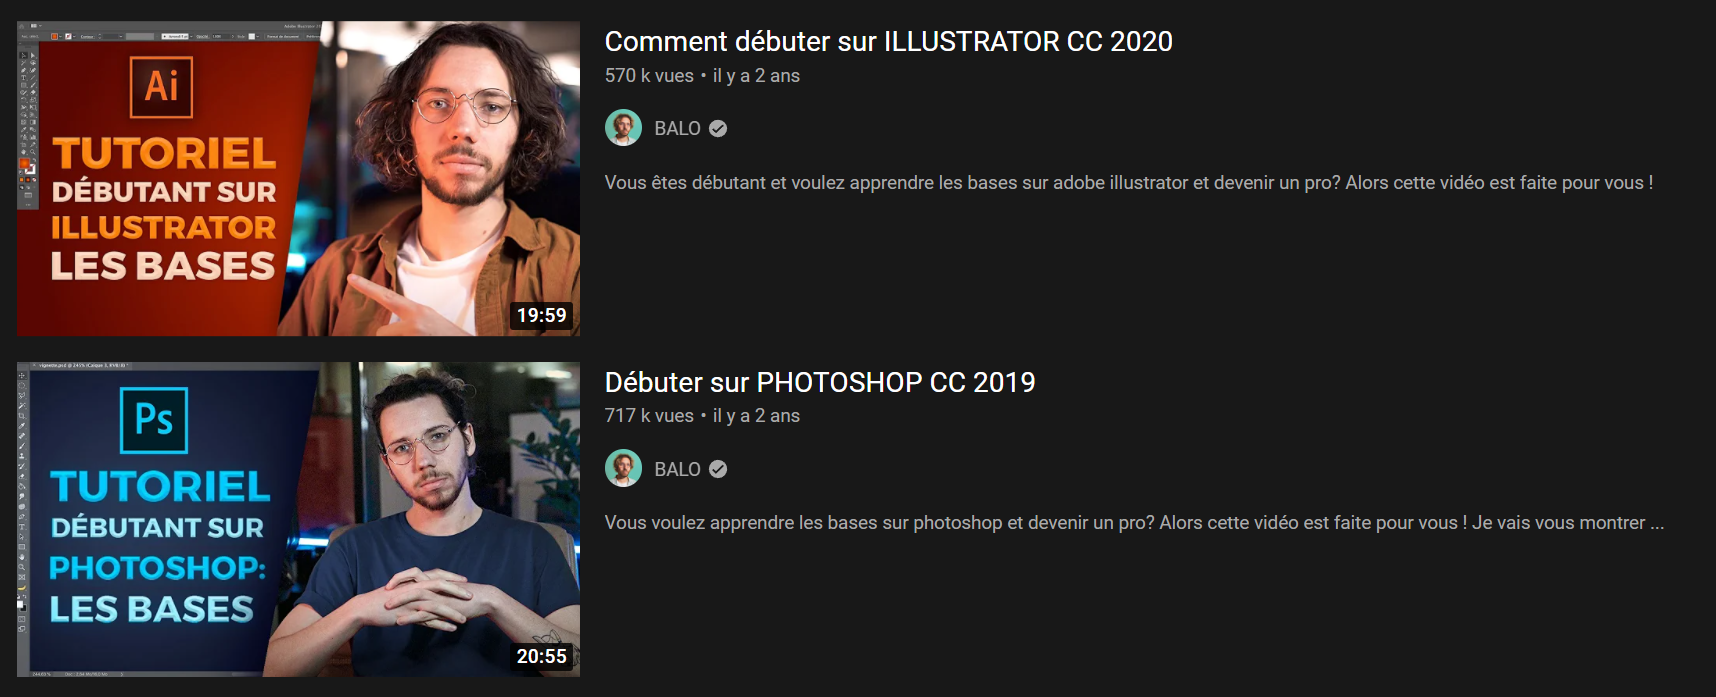 Ai
TUTORIEL
DÉBUTANT SUR
ILLUSTRATOR
LES BASES
19:59
Comment débuter sur ILLUSTRATOR CC 2020
570 k vues • il y a 2 ans
BALO
Vous êtes débutant et voulez apprendre les bases sur adobe illustrator et devenir un pro? Alors cette vidéo est faite pour vous !
Ps
TUTORIEL
DÉBUTANT SUR
PHOTOSHOP:
LES BASES
20:55
Débuter sur PHOTOSHOP CC 2019
717 k vues • il y a 2 ans
BALO
Vous voulez apprendre les bases sur photoshop et devenir un pro? Alors cette vidéo est faite pour vous ! Je vais vous montrer ...